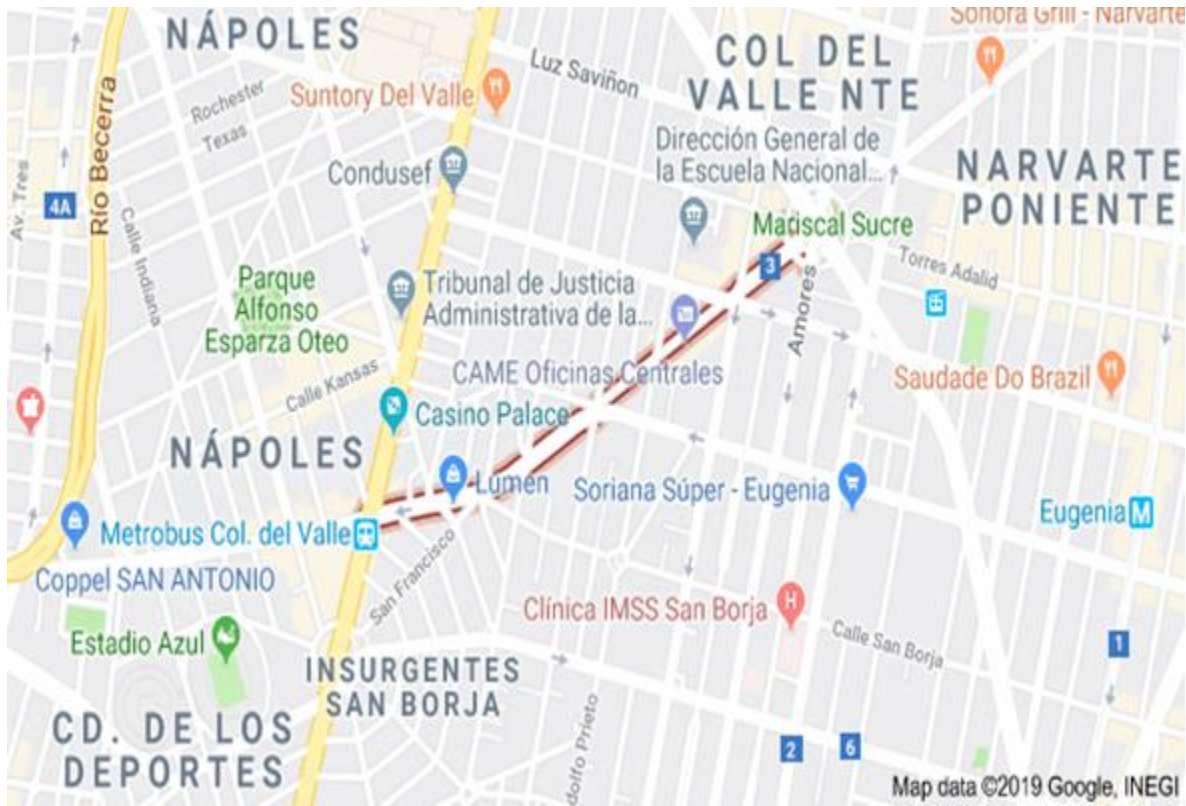 NÁPOLES
Sonora Grill - Narvarte
COL DEL
VALLE NTE
Luz Saviñon
Rochester
Texas
Suntory Del Valle
Río Becerra
Av. Tres
4A
Condusef
Dirección General de
la Escuela Nacional...
NARVARTE
PONIENTE
Mariscal Sucre
Calle Indiana
Parque
Alfonso
Esparza Oteo
Tribunal de Justicia
Administrativa de la...
3
Torres Adalid
Amores
CAME Oficinas Centrales
Calle Kansas
Casino Palace
Saudade Do Brazil
NÁPOLES
Lumen
Soriana Súper - Eugenia
Eugenia
M
Metrobus Col. del Valle
Coppel SAN ANTONIO
San Francisco
Clínica IMSS San Borja
H
Calle San Borja
Estadio Azul
1
INSURGENTES
SAN BORJA
CD. DE LOS
DEPORTES
dolfo Prieto
2
6
Map data ©2019 Google, INEGI